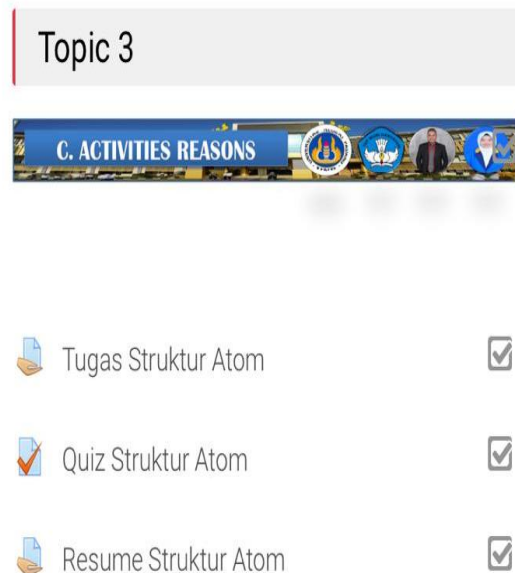 Topic 3
C. ACTIVITIES REASONS
Tugas Struktur Atom
Quiz Struktur Atom
Resume Struktur Atom